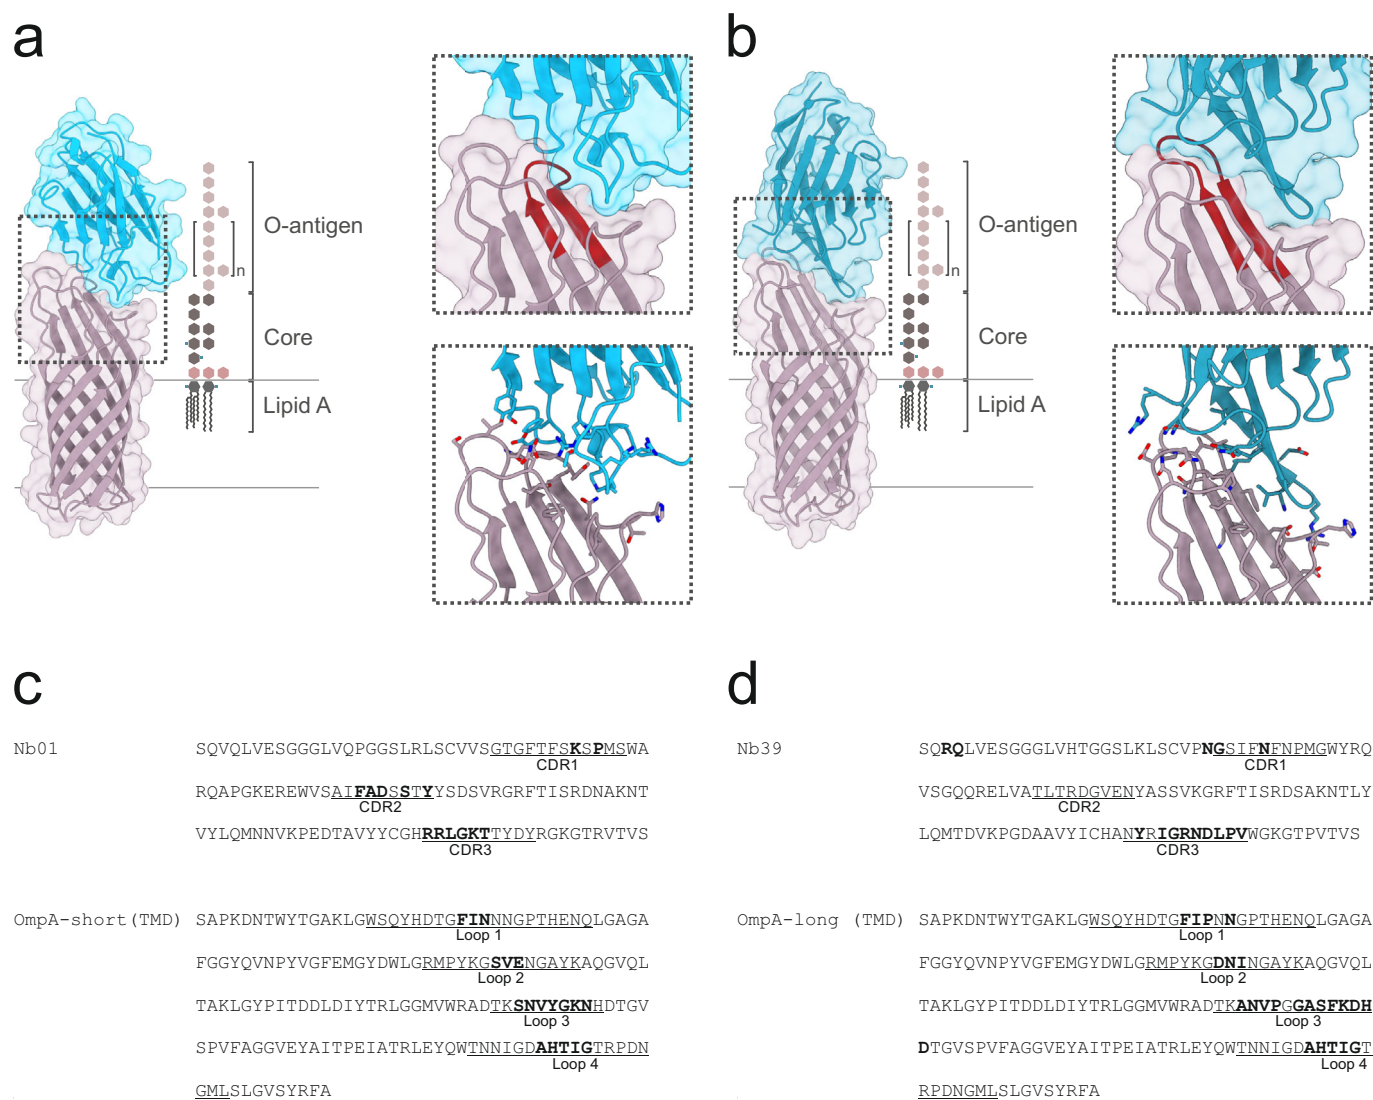 a
O-antigen
n
Core
Lipid A
b
O-antigen
n
Core
Lipid A
c
Nb01 SQVQLVESGGGLVQPGGSLRLSCVVSGTGFTFSKSPMSWA
CDR1
RQAPGKEREWVSAIFADSSTYYSDSVRGRFTISRDNAKNT
CDR2
VYLQMNNVKPEDTAVYYCGHRRLGKTTYDYRGKGTRVTVS
CDR3
OmpA-short(TMD) SAPKDNTWYTGAKLGWSQYHDTGFINNNGPTHENQLGAGA
Loop 1
FGGYQVNPYVGFEMGYDWLGRMPYKGSVENGAYKAQGVQL
Loop 2
TAKLGYPITDDLDIYTRLGGMVWRADTKSNVYGKNHDTGV
Loop 3
SPVFAGGVEYAITPEIATRLEYQWTNNIGDAHTIGTRPDN
Loop 4
GMLSLGVSYRFA
d
Nb39 SQRQLVESGGGLVHTGGSLKLSCVPNGSIFNFNPMGWYRQ
CDR1
VSGQQRELVATLTRDGVENYASSVKGRFTISRDSAKNTLY
CDR2
LQMTDVKPGDAAVYICHANYRIGRNDLPVWGKGTPVTVS
CDR3
OmpA-long (TMD) SAPKDNTWYTGAKLGWSQYHDTGFIPNNGPTHENQLGAGA
Loop 1
FGGYQVNPYVGFEMGYDWLGRMPYKGDNINGAYKAQGVQL
Loop 2
TAKLGYPITDDLDIYTRLGGMVWRADTKANVPGGASFKDH
Loop 3
DTGVSPVFAGGVEYAITPEIATRLEYQWTNNIGDAHTIGT
Loop 4
RPDNGMLSLGVSYRFA